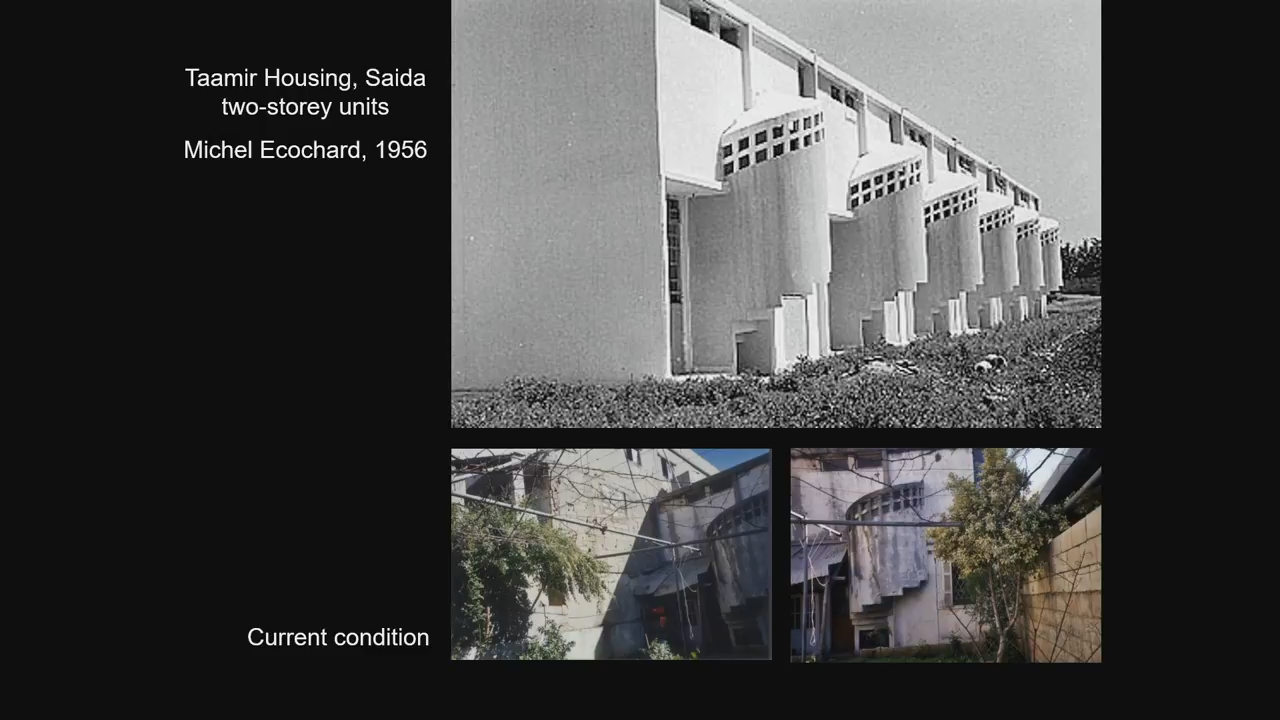 Taamir Housing, Saida
two-storey units
Michel Ecochard, 1956
Current condition